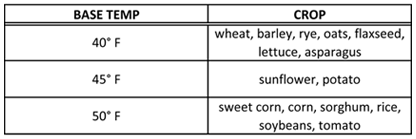 BASE TEMP CROP
40° F wheat, barley, rye, oats, flaxseed,
lettuce, asparagus
45° F sunflower, potato
50° F sweet corn, corn, sorghum, rice,
soybeans, tomato